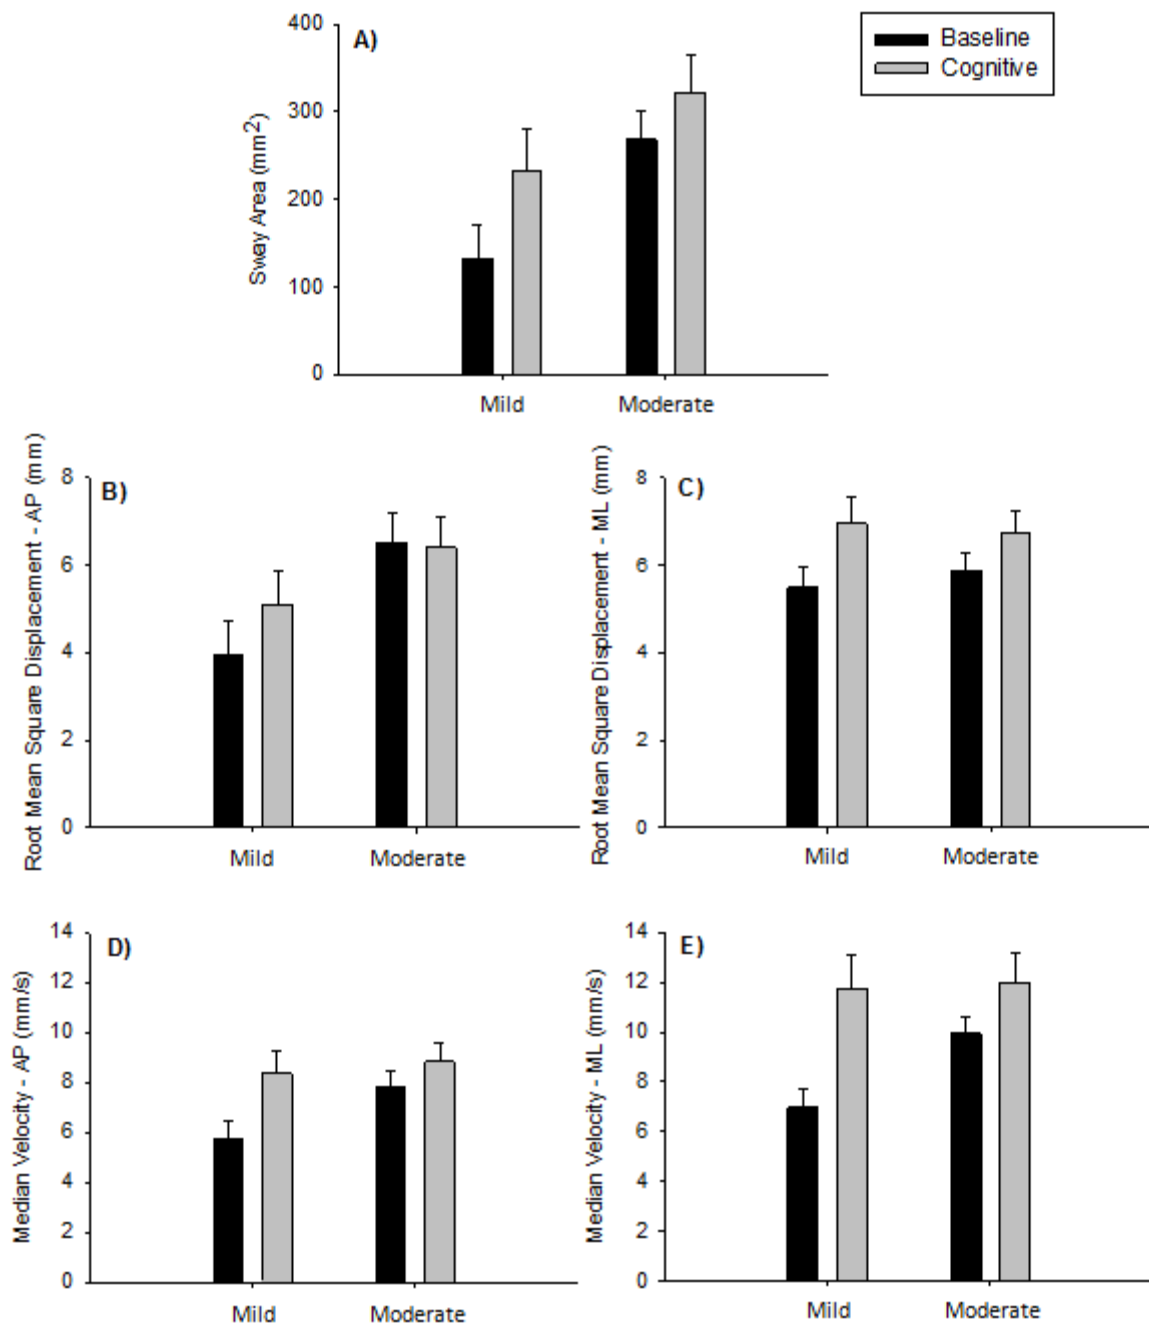 A)
Baseline
Cognitive
Sway Area (mm²)
400
300
200
100
0
Mild Moderate
B)
Root Mean Square Displacement - AP (mm)
8
6
4
2
0
Mild Moderate
C)
Root Mean Square Displacement - ML (mm)
8
6
4
2
0
Mild Moderate
D)
Median Velocity - AP (mm/s)
14
12
10
8
6
4
2
0
Mild Moderate
E)
Median Velocity - ML (mm/s)
14
12
10
8
6
4
2
0
Mild Moderate